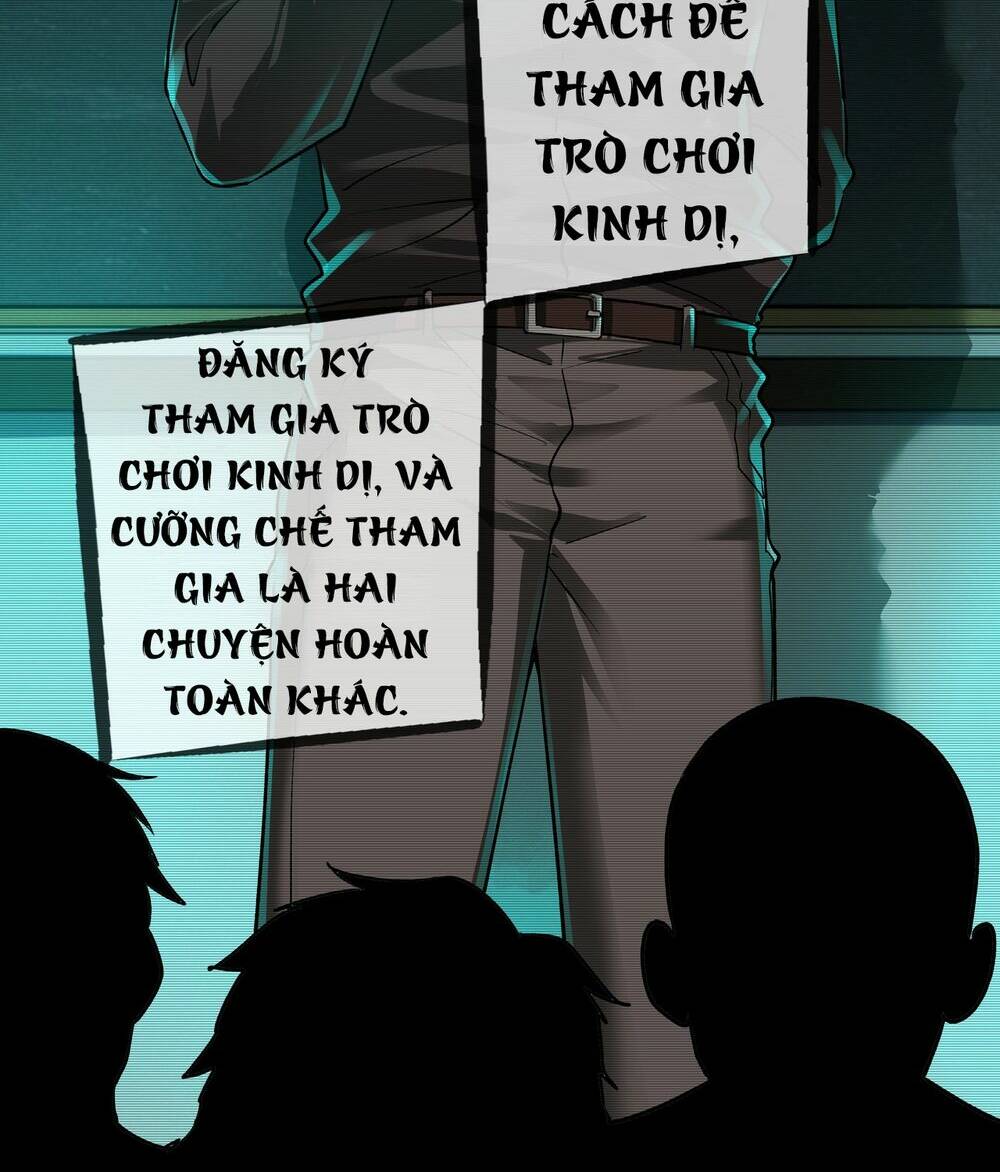 CÁCH ĐỂ
THAM GIA
TRÒ CHƠI
KINH DỊ,
ĐĂNG KÝ
THAM GIA TRÒ
CHƠI KINH DỊ, VÀ
CƯỠNG CHẾ THAM
GIA LÀ HAI
CHUYỆN HOÀN
TOÀN KHÁC.